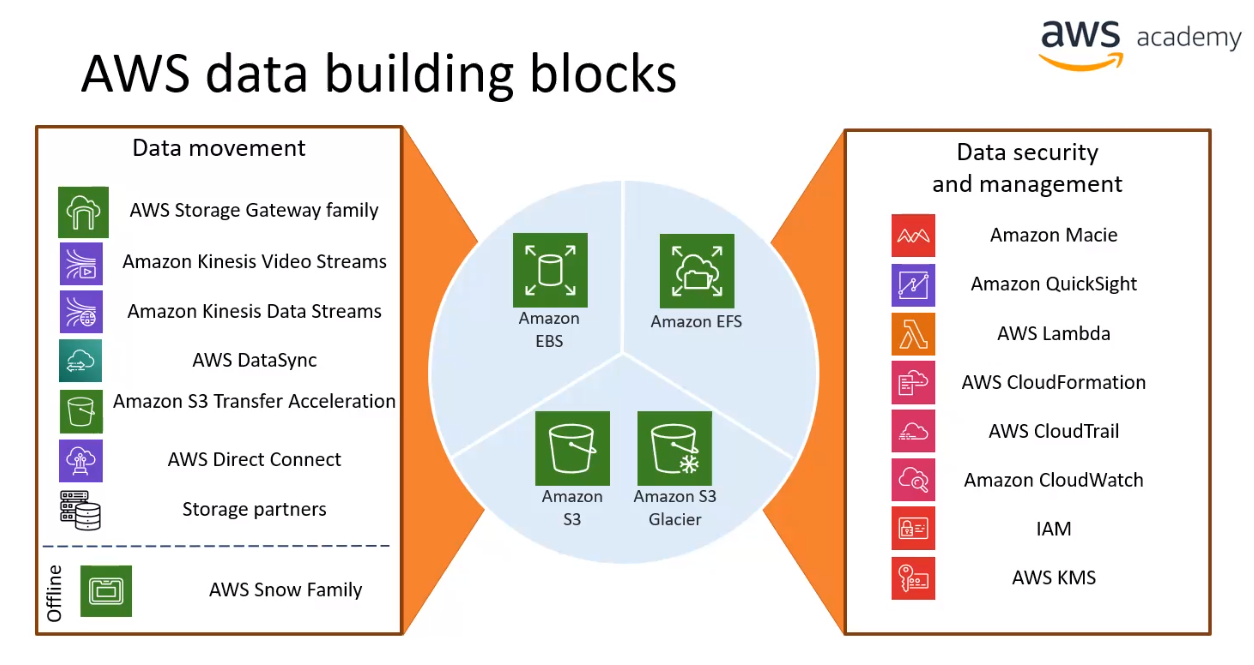 aws academy
AWS data building blocks
Data movement
AWS Storage Gateway family
Amazon Kinesis Video Streams
Amazon Kinesis Data Streams
AWS DataSync
Amazon S3 Transfer Acceleration
AWS Direct Connect
Storage partners
Offline
AWS Snow Family
Amazon
EBS
Amazon EFS
Amazon
S3
Amazon S3
Glacier
Data security
and management
Amazon Macie
Amazon QuickSight
AWS Lambda
AWS CloudFormation
AWS CloudTrail
Amazon CloudWatch
IAM
AWS KMS